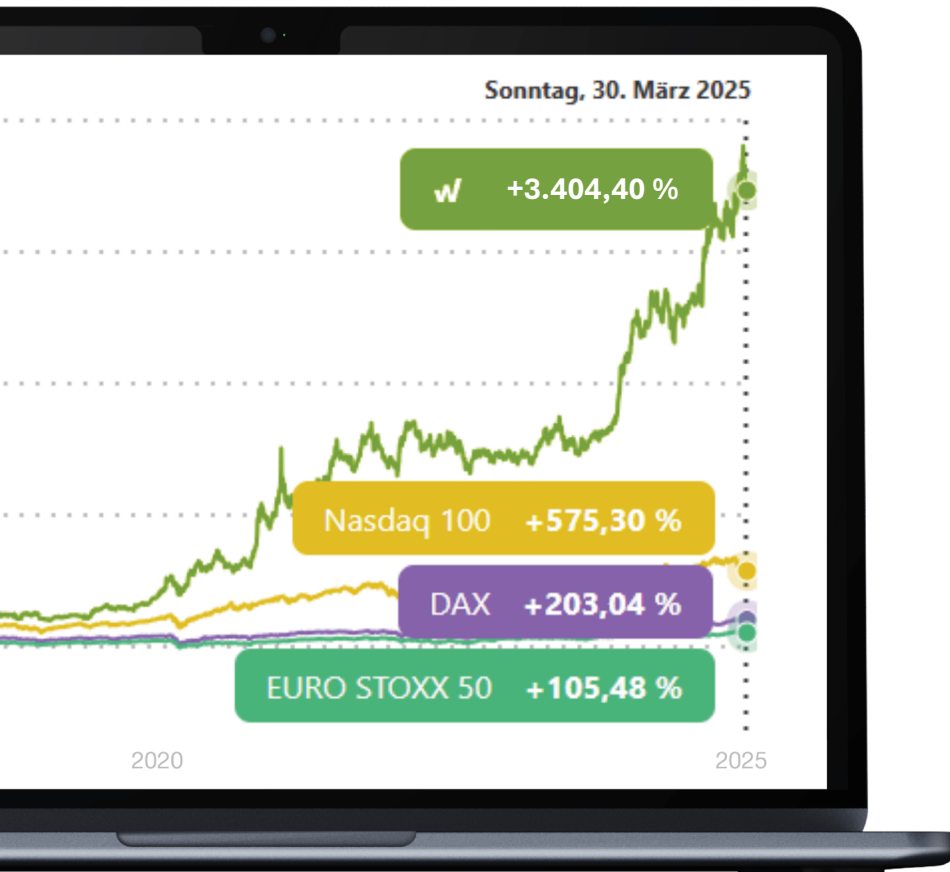 Sonntag, 30. März 2025
+3.404,40 %
Nasdaq 100 +575,30 %
DAX +203,04 %
EURO STOXX 50 +105,48 %
2020 2025